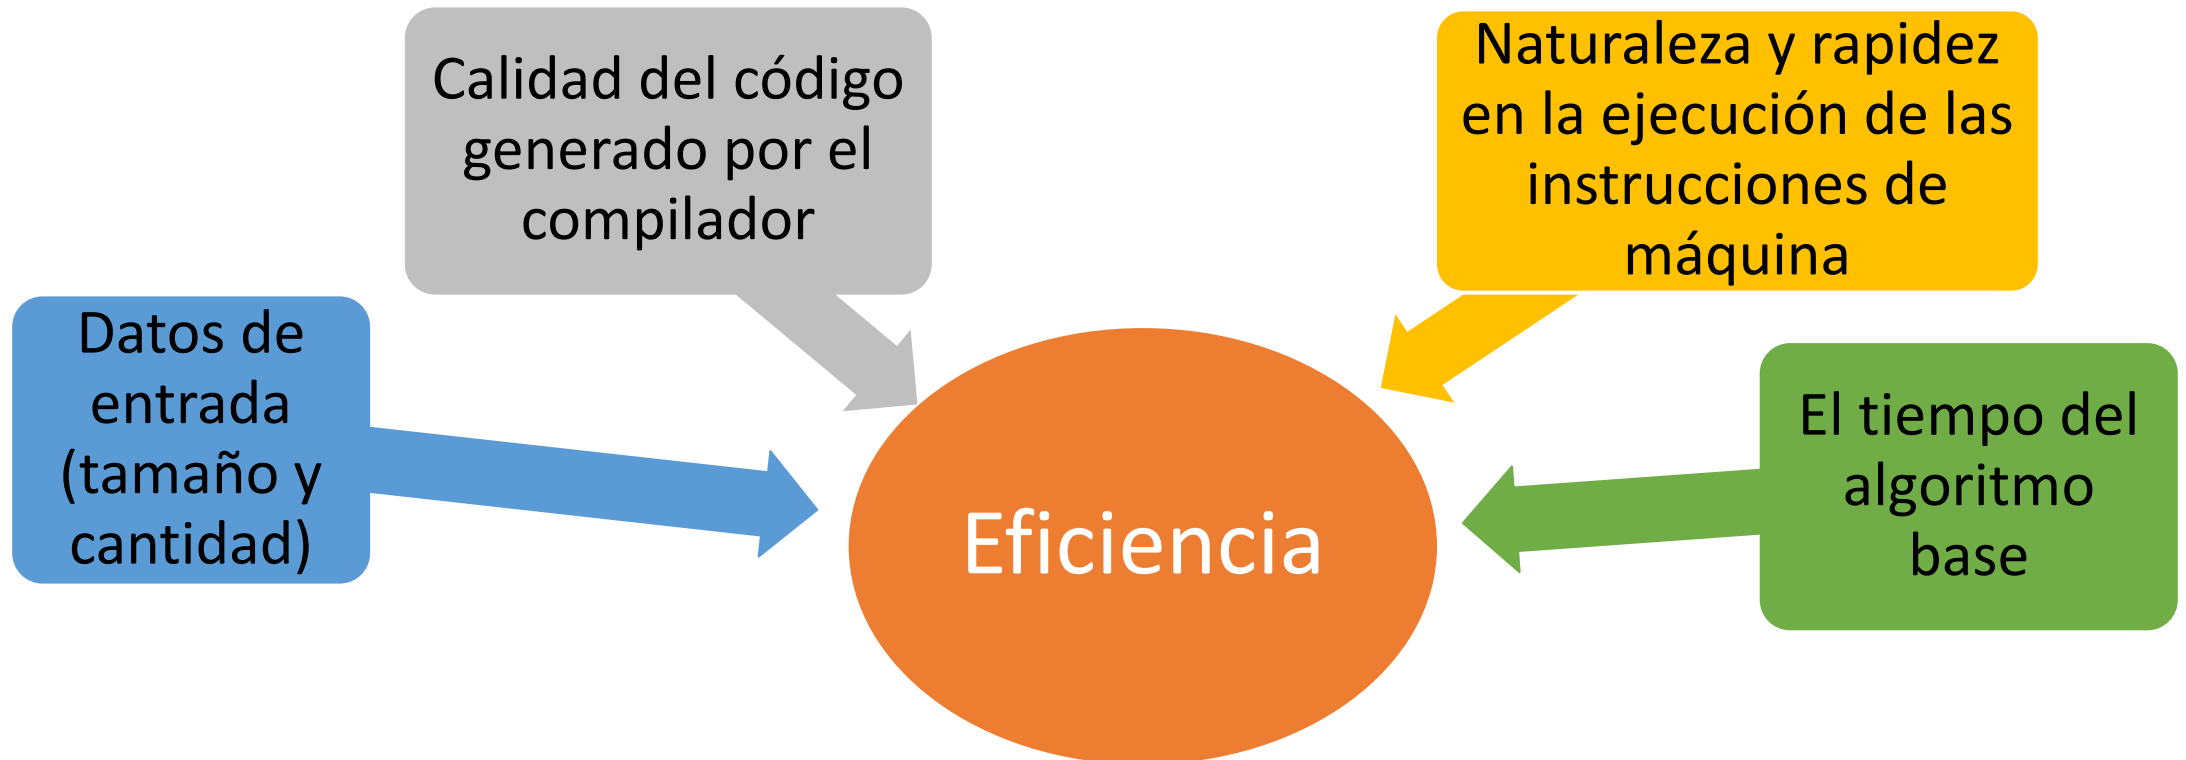 Calidad del código
generado por el
compilador
Naturaleza y rapidez
en la ejecución de las
instrucciones de
máquina
Datos de
entrada
(tamaño y
cantidad)
El tiempo del
algoritmo
base
Eficiencia